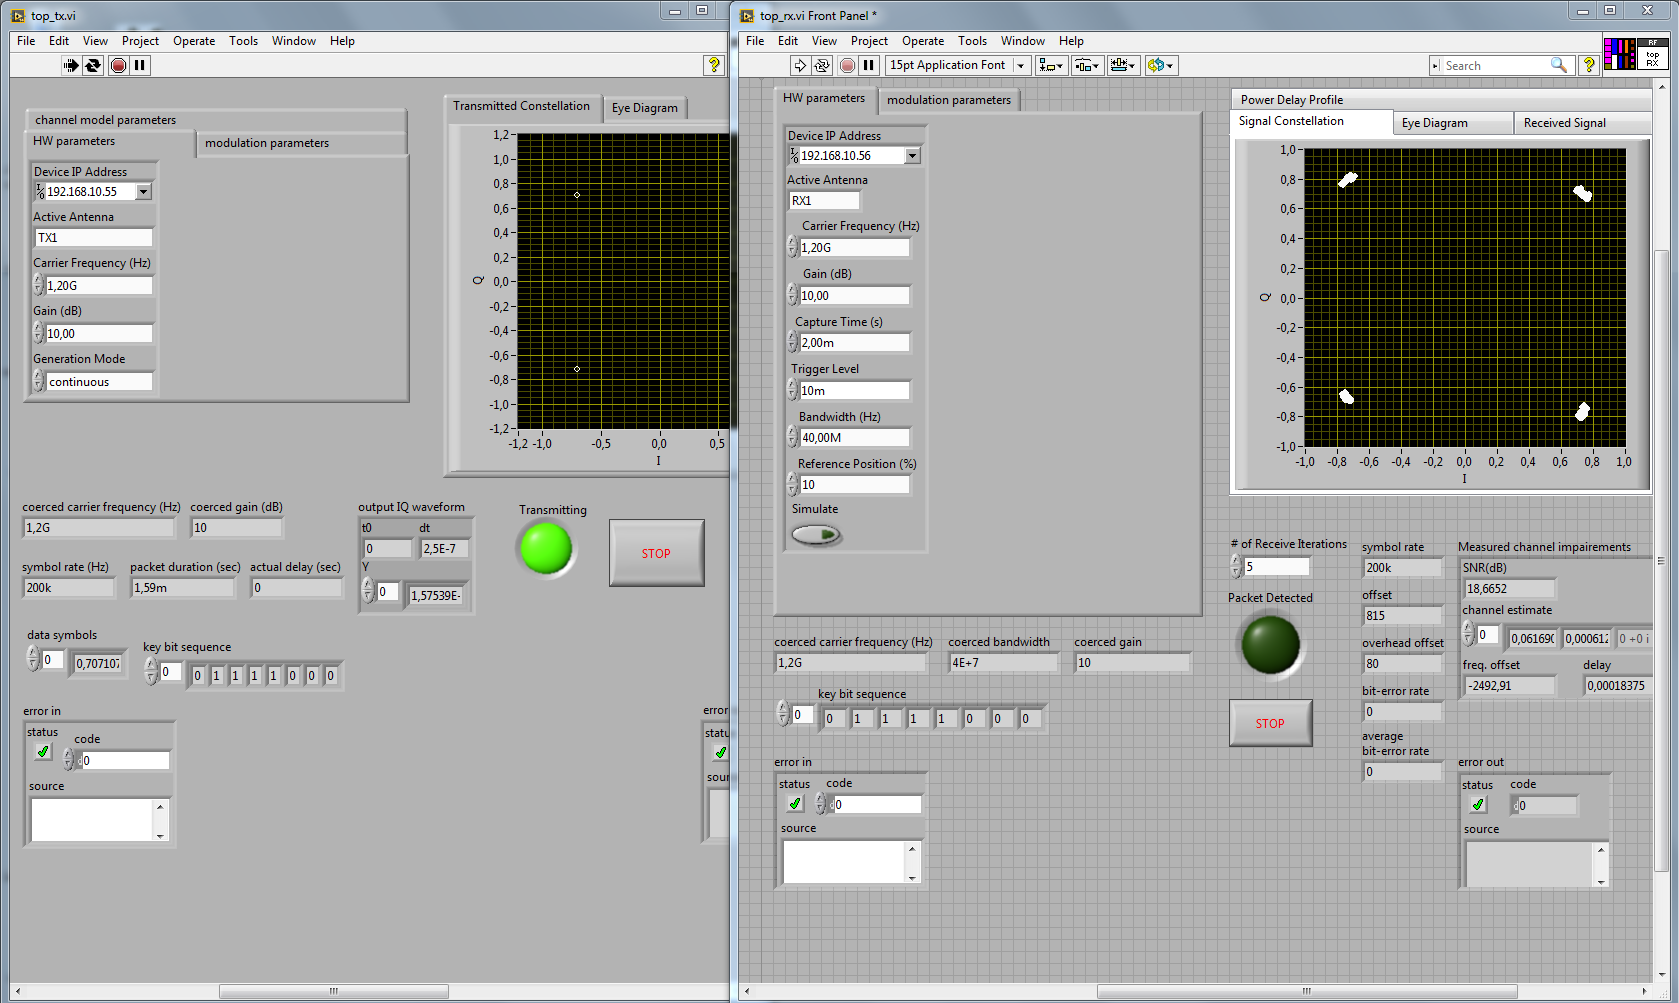 top_tx.vi
File Edit View Project Operate Tools Window Help
channel model parameters
HW parameters
modulation parameters
Device IP Address
192.168.10.55
Active Antenna
TX1
Carrier Frequency (Hz)
1,20G
Gain (dB)
10,00
Generation Mode
continuous
Transmitted Constellation
Eye Diagram
1,2
1,0
0,8
0,6
0,4
0,2
0,0
-0,2
-0,4
-0,6
-0,8
-1,0
-1,2
Q
-1,2 -1,0 -0,5 0,0 0,5
I
coerced carrier frequency (Hz)
1,2G
coerced gain (dB)
10
output IQ waveform
t0
0
dt
2,5E-7
Y
0
1,57539E-
Transmitting
STOP
symbol rate (Hz)
200k
packet duration (sec)
1,59m
actual delay (sec)
0
data symbols
0
0,707107
key bit sequence
0
0 1 1 1 1 0 0 0
error in
status
code
d0
source
error
statu
sour
top_rx.vi Front Panel *
File Edit View Project Operate Tools Window Help
15pt Application Font
Search
RF
top
RX
HW parameters
modulation parameters
Device IP Address
192.168.10.56
Active Antenna
RX1
Carrier Frequency (Hz)
1,20G
Gain (dB)
10,00
Capture Time (s)
2,00m
Trigger Level
10m
Bandwidth (Hz)
40,00M
Reference Position (%)
10
Simulate
Power Delay Profile
Signal Constellation
Eye Diagram
Received Signal
1,0
0,8
0,6
0,4
0,2
0,0
-0,2
-0,4
-0,6
-0,8
-1,0
Q
-1,0 -0,8 -0,6 -0,4 -0,2 0,0 0,2 0,4 0,6 0,8 1,0
I
coerced carrier frequency (Hz)
1,2G
coerced bandwidth
4E+7
coerced gain
10
key bit sequence
0
0 1 1 1 1 0 0 0
error in
status
code
d0
source
# of Receive Iterations
5
Packet Detected
STOP
symbol rate
200k
offset
815
overhead offset
80
bit-error rate
0
average
bit-error rate
0
Measured channel impairements
SNR(dB)
18,6652
channel estimate
0
0,061690
0,000612
0 +0 i
freq. offset
-2492,91
delay
0,00018375
error out
status
code
d0
source